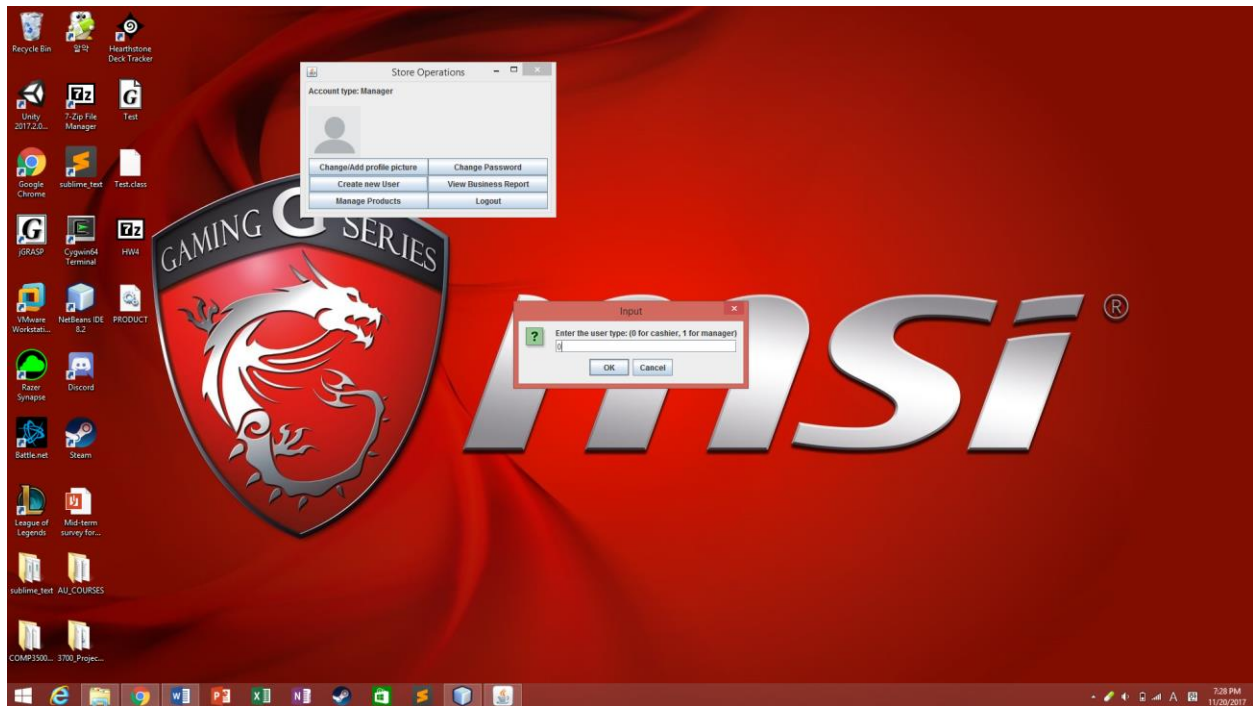 Recycle Bin
알약
Hearthstone
Deck Tracker
Unity
2017.2.0...
7-Zip File
Manager
Test
Google
Chrome
sublime_text
Test.class
jGRASP
Cygwin64
Terminal
HW4
VMware
Workstati...
NetBeans IDE
8.2
PRODUCT
Razer
Synapse
Discord
Battle.net
Steam
League of
Legends
Mid-term
survey for...
sublime_text
AU_COURSES
COMP3500...
3700_Projec...
Store Operations
Account type: Manager
Change/Add profile picture
Change Password
Create new User
View Business Report
Manage Products
Logout
GAMING G SERIES
msi ®
Input
Enter the user type: (0 for cashier, 1 for manager)
0
OK
Cancel
A
7:28 PM
11/20/2017